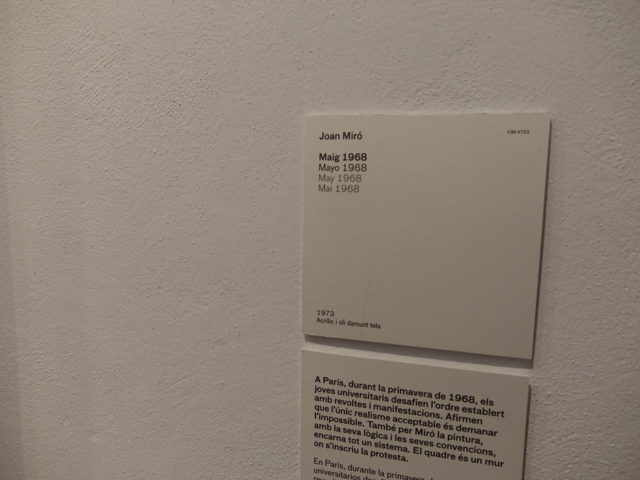 Joan Miró
FJM 4753
Maig 1968
Mayo 1968
May 1968
Mai 1968
1973
Acrílic i oli damunt tela
A París, durant la primavera de 1968, els
joves universitaris desafien l'ordre establert
amb revoltes i manifestacions. Afirmen
que l'únic realisme acceptable és demanar
l'impossible. També per Miró la pintura,
amb la seva lògica i les seves convencions,
encarna tot un sistema. El quadre és un mur
on s'inscriu la protesta.
En París, durante la primavera
universitarios